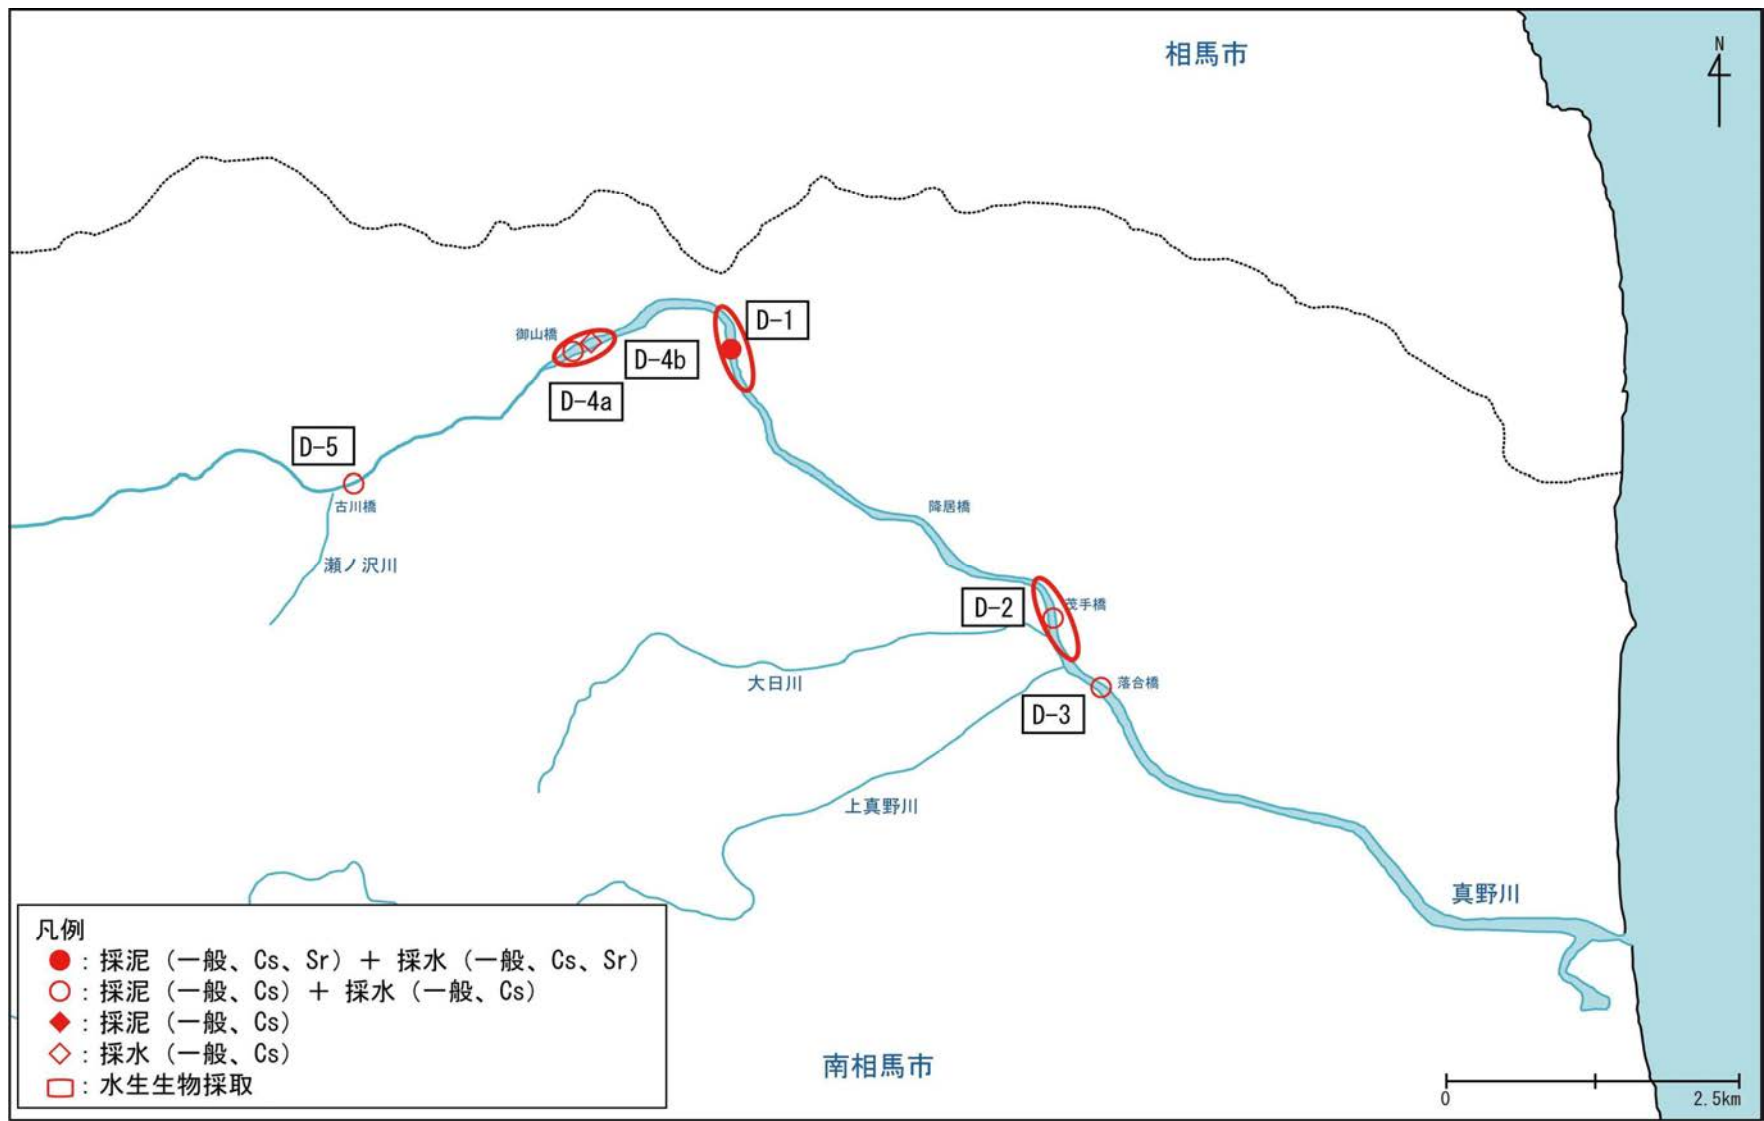 相馬市
N
D-1
御山橋
D-4b
D-4a
D-5
古川橋
瀬ノ沢川
降居橋
D-2
茂手橋
大日川
落合橋
D-3
上真野川
真野川
凡例
: 採泥（一般、Cs、Sr）＋ 採水（一般、Cs、Sr）
: 採泥（一般、Cs）＋ 採水（一般、Cs）
: 採泥（一般、Cs）
: 採水（一般、Cs）
: 水生生物採取
南相馬市
0 2.5km